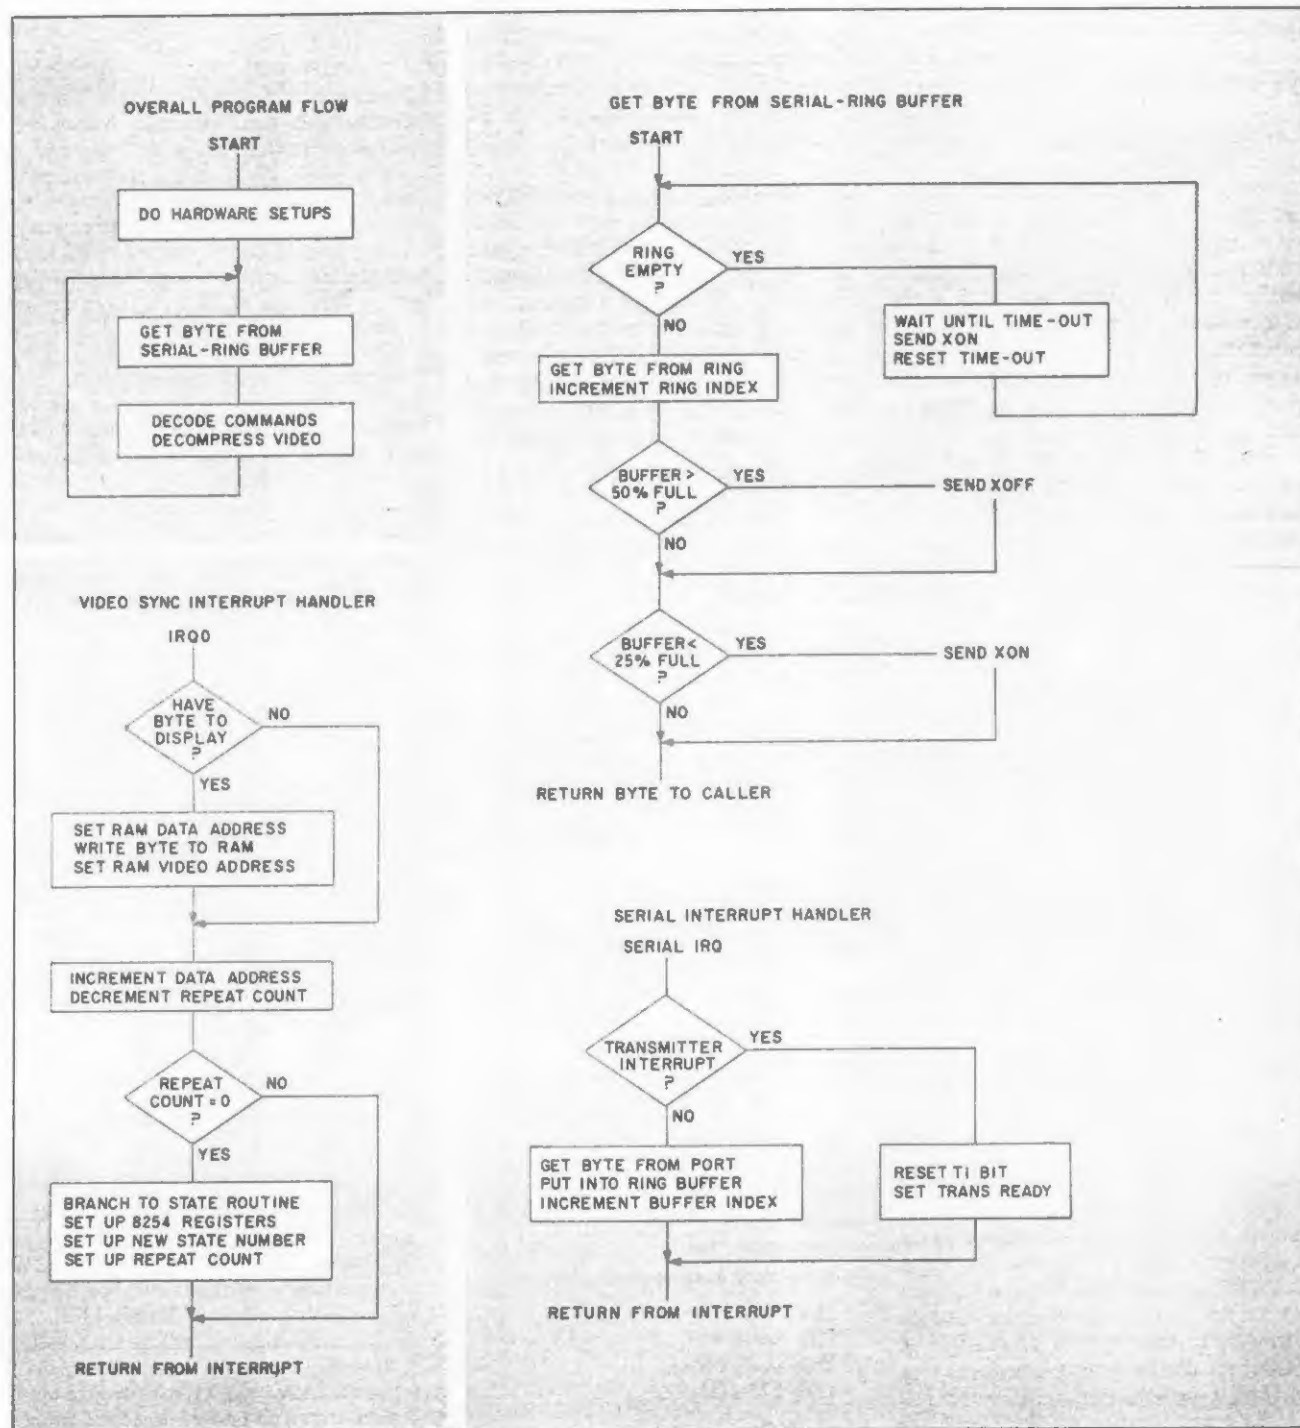 OVERALL PROGRAM FLOW
START
DO HARDWARE SETUPS
GET BYTE FROM
SERIAL-RING BUFFER
DECODE COMMANDS
DECOMPRESS VIDEO
VIDEO SYNC INTERRUPT HANDLER
IRQ0
HAVE
BYTE TO
DISPLAY
?
NO
YES
SET RAM DATA ADDRESS
WRITE BYTE TO RAM
SET RAM VIDEO ADDRESS
INCREMENT DATA ADDRESS
DECREMENT REPEAT COUNT
REPEAT
COUNT = 0
?
NO
YES
BRANCH TO STATE ROUTINE
SET UP 8254 REGISTERS
SET UP NEW STATE NUMBER
SET UP REPEAT COUNT
RETURN FROM INTERRUPT
GET BYTE FROM SERIAL-RING BUFFER
START
RING
EMPTY
?
YES
NO
WAIT UNTIL TIME-OUT
SEND XON
RESET TIME-OUT
GET BYTE FROM RING
INCREMENT RING INDEX
BUFFER >
50% FULL
?
YES
SEND XOFF
NO
BUFFER <
25% FULL
?
YES
SEND XON
NO
RETURN BYTE TO CALLER
SERIAL INTERRUPT HANDLER
SERIAL IRQ
TRANSMITTER
INTERRUPT
?
YES
NO
GET BYTE FROM PORT
PUT INTO RING BUFFER
INCREMENT BUFFER INDEX
RESET TI BIT
SET TRANS READY
RETURN FROM INTERRUPT